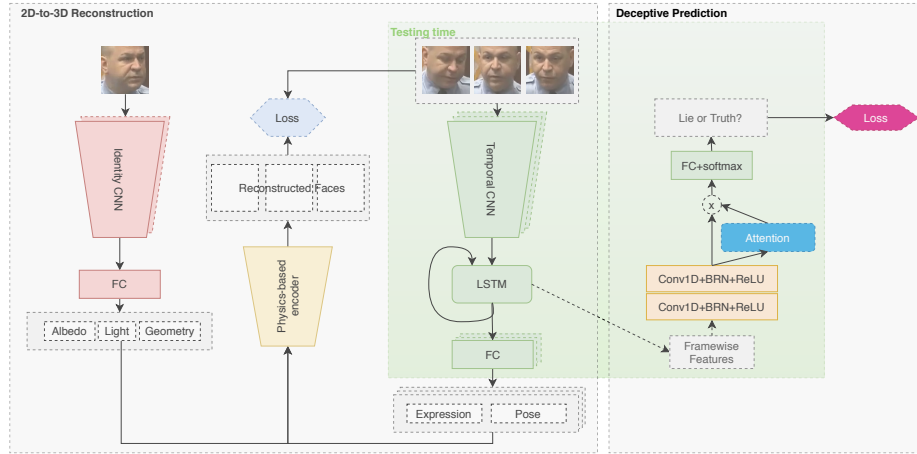 2D-to-3D Reconstruction
Deceptive Prediction
Testing time
Identity CNN
FC
Albedo
Light
Geometry
Loss
Reconstructed Faces
Physics-based
encoder
Temporal CNN
LSTM
FC
Expression
Pose
Lie or Truth?
Loss
FC+softmax
x
Attention
Conv1D+BRN+ReLU
Conv1D+BRN+ReLU
Framewise
Features